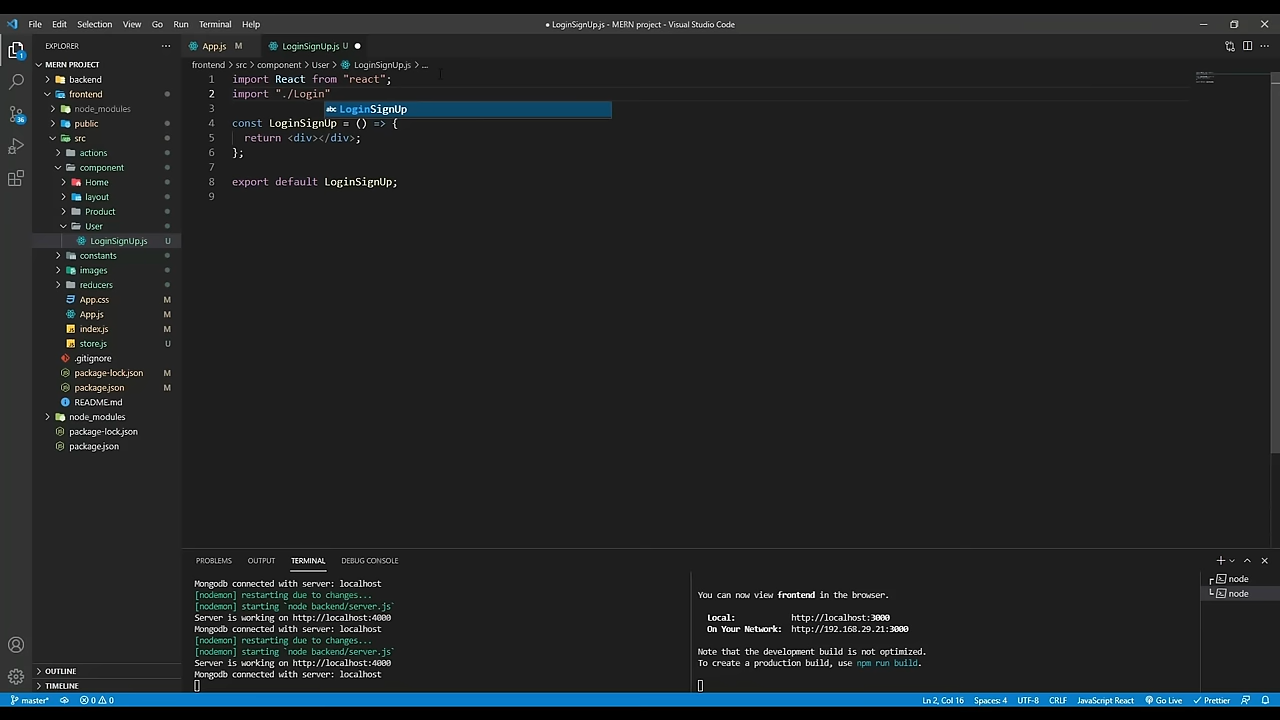 File Edit Selection View Go Run Terminal Help
● LoginSignUp.js - MERN project - Visual Studio Code
EXPLORER
App.js M
LoginSignUp.js U
MERN PROJECT
backend
frontend
node_modules
public
src
actions
component
Home
layout
Product
User
LoginSignUp.js U
constants
images
reducers
App.css M
App.js M
index.js M
store.js U
.gitignore
package-lock.json M
package.json M
README.md
node_modules
package-lock.json
package.json
OUTLINE
TIMELINE
frontend > src > component > User > LoginSignUp.js > ...
1 import React from "react";
2 import "./Login"
abc LoginSignUp
3
4 const LoginSignUp = () => {
5 return <div></div>;
6 };
7
8 export default LoginSignUp;
9
PROBLEMS OUTPUT TERMINAL DEBUG CONSOLE
Mongodb connected with server: localhost
[nodemon] restarting due to changes...
[nodemon] starting `node backend/server.js`
Server is working on http://localhost:4000
Mongodb connected with server: localhost
[nodemon] restarting due to changes...
[nodemon] starting `node backend/server.js`
Server is working on http://localhost:4000
Mongodb connected with server: localhost
You can now view frontend in the browser.
Local: http://localhost:3000
On Your Network: http://192.168.29.21:3000
Note that the development build is not optimized.
To create a production build, use npm run build.
node
node
36
1
master* 0 0
Ln 2, Col 16 Spaces: 4 UTF-8 CRLF JavaScript React Go Live Prettier